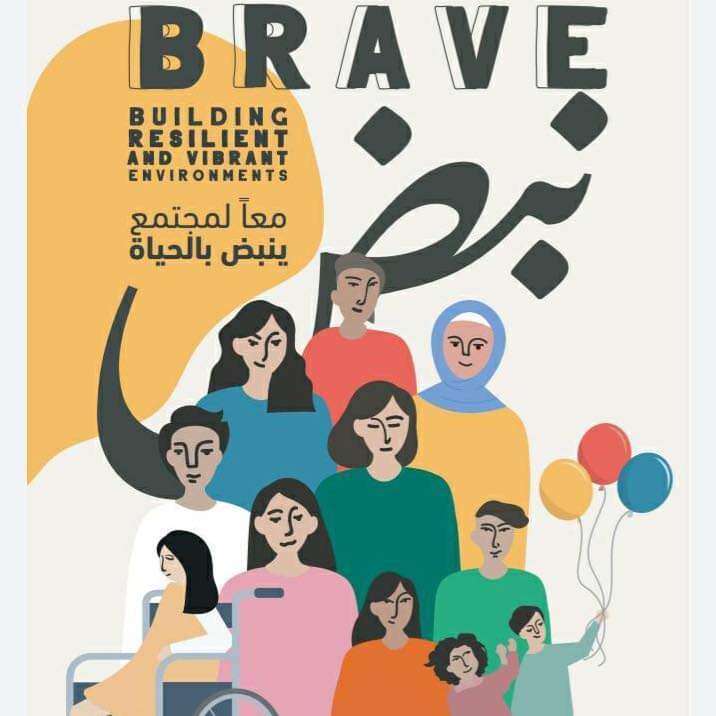 BRAVE
BUILDING
RESILIENT
AND VIBRANT
ENVIRONMENTS
نبض
معاً لمجتمع
ينبض بالحياة